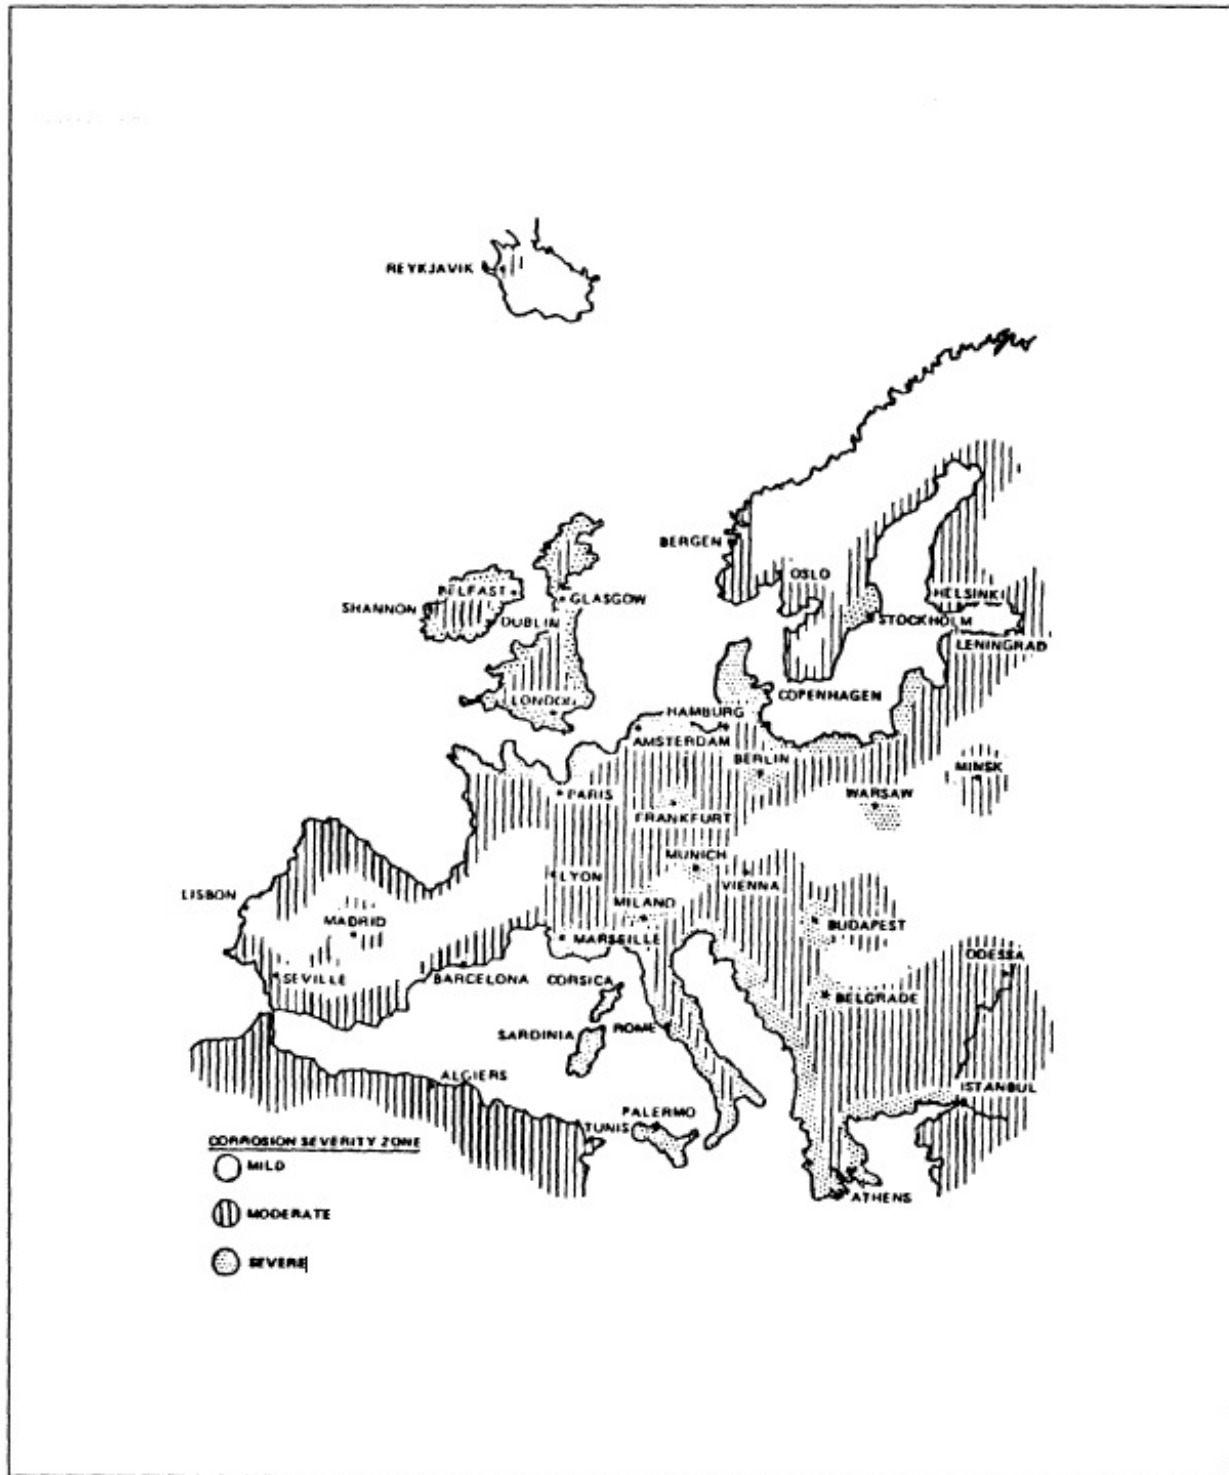 REYKJAVIK
BERGEN
OSLO
BELFAST
GLASGOW
HELSINKI
SHANNON
DUBLIN
STOCKHOLM
LENINGRAD
LONDON
COPENHAGEN
HAMBURG
AMSTERDAM
BERLIN
MINSK
PARIS
WARSAW
FRANKFURT
MUNICH
LYON
VIENNA
LISBON
MILAND
MADRID
BUDAPEST
MARSEILLE
ODESSA
SEVILLE
BARCELONA
CORSICA
BELGRADE
SARDINIA
ROME
ALGIERS
ISTANBUL
PALERMO
TUNIS
CORROSION SEVERITY ZONE
MILD
ATHENS
MODERATE
SEVERE